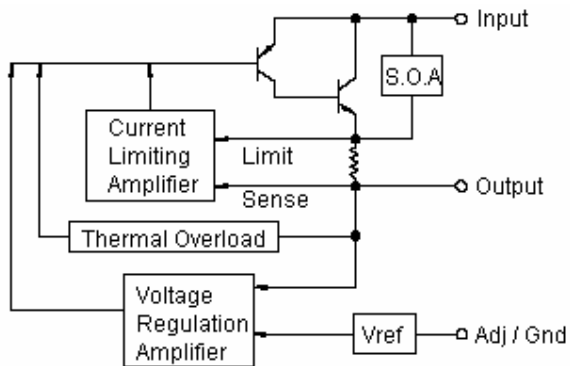 Input
S.O.A
Current
Limiting
Amplifier
Limit
Sense
Output
Thermal Overload
Voltage
Regulation
Amplifier
Vref
Adj / Gnd